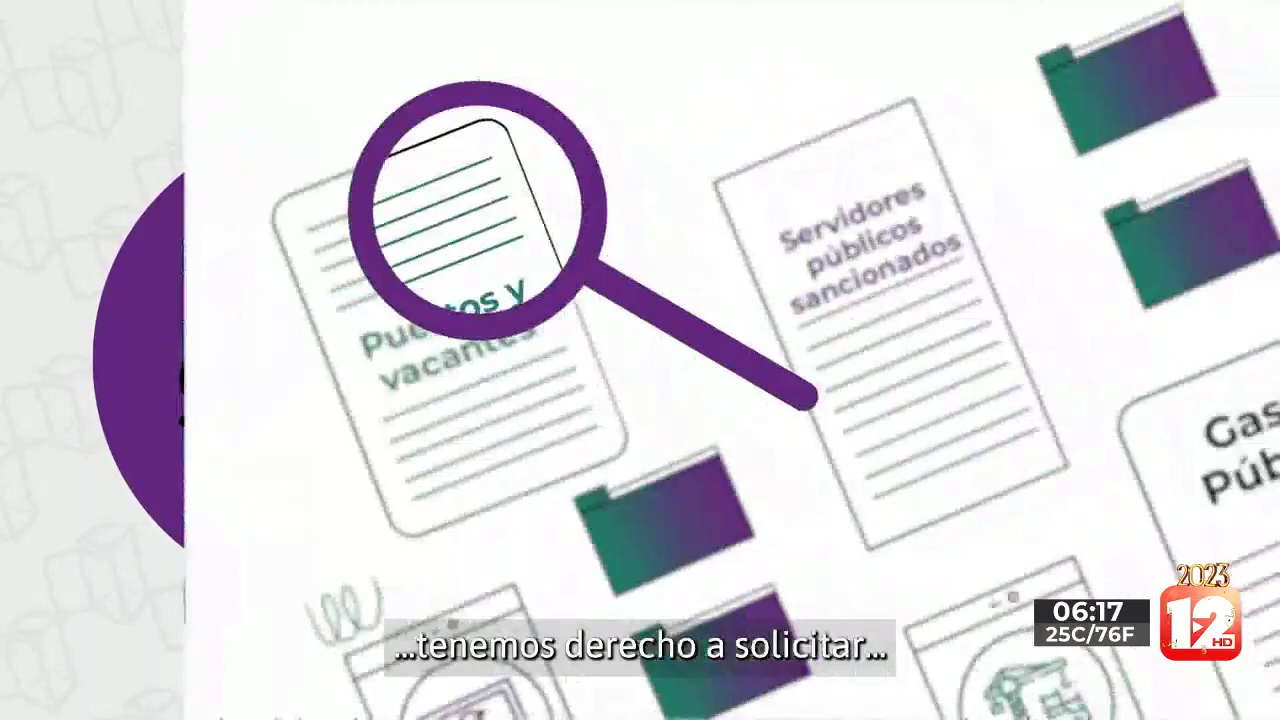 Puestos y
vacantes
Servidores
públicos
sancionados
Gas
Púb
...tenemos derecho a solicitar...
2023
06:17
25C/76F
12
HD